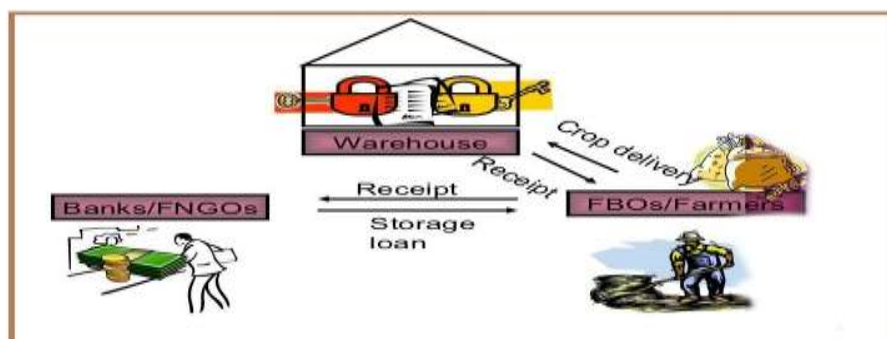 Warehouse
Crop delivery
Receipt
Receipt
Banks/FNGOs
FBOs/Farmers
Storage
loan